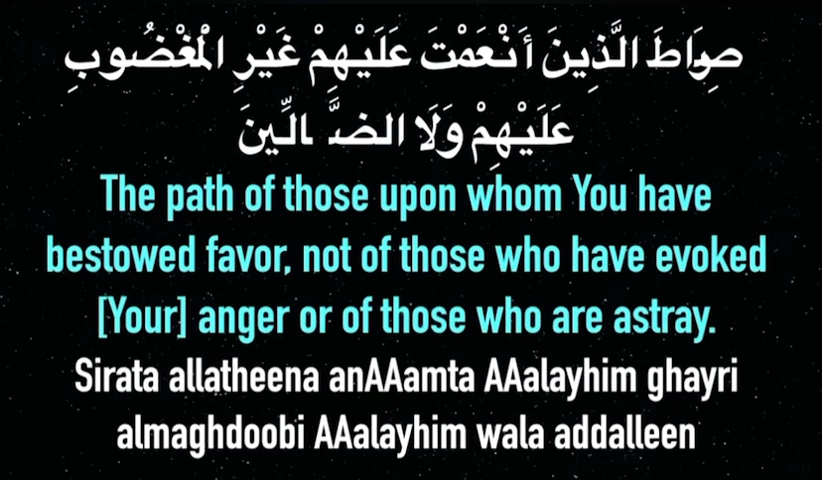 صِرَاطَ الَّذِينَ أَنْعَمْتَ عَلَيْهِمْ غَيْرِ الْمَغْضُوبِ
عَلَيْهِمْ وَلَا الضَّالِّينَ
The path of those upon whom You have
bestowed favor, not of those who have evoked
[Your] anger or of those who are astray.
Sirata allatheena anAAamta AAalayhim ghayri
almaghdoobi AAalayhim wala addalleen